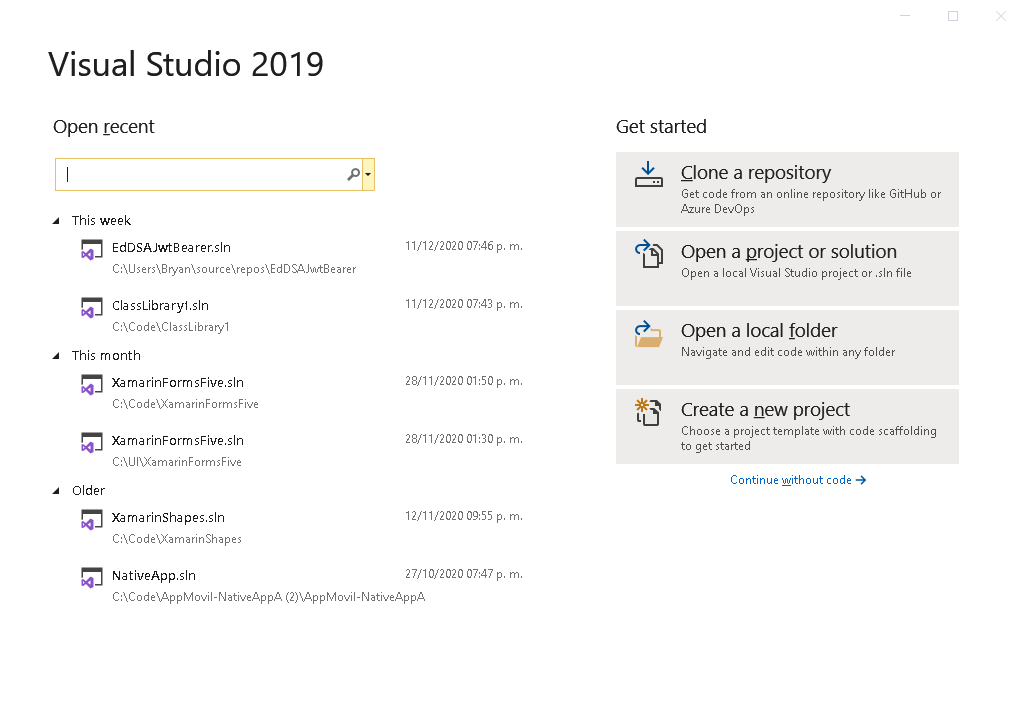 Visual Studio 2019
Open recent
This week
EdDSAJwtBearer.sln 11/12/2020 07:46 p. m.
C:\Users\Bryan\source\repos\EdDSAJwtBearer
ClassLibrary1.sln 11/12/2020 07:43 p. m.
C:\Code\ClassLibrary1
This month
XamarinFormsFive.sln 28/11/2020 01:50 p. m.
C:\Code\XamarinFormsFive
XamarinFormsFive.sln 28/11/2020 01:30 p. m.
C:\UI\XamarinFormsFive
Older
XamarinShapes.sln 12/11/2020 09:55 p. m.
C:\Code\XamarinShapes
NativeApp.sln 27/10/2020 07:47 p. m.
C:\Code\AppMovil-NativeAppA (2)\AppMovil-NativeAppA
Get started
Clone a repository
Get code from an online repository like GitHub or
Azure DevOps
Open a project or solution
Open a local Visual Studio project or .sln file
Open a local folder
Navigate and edit code within any folder
Create a new project
Choose a project template with code scaffolding
to get started
Continue without code →